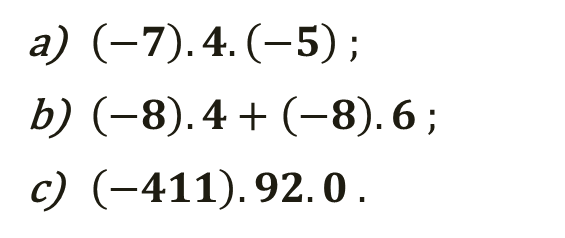 a) (−7). 4. (−5) ;
b) (−8). 4 + (−8). 6 ;
c) (−411). 92. 0 .